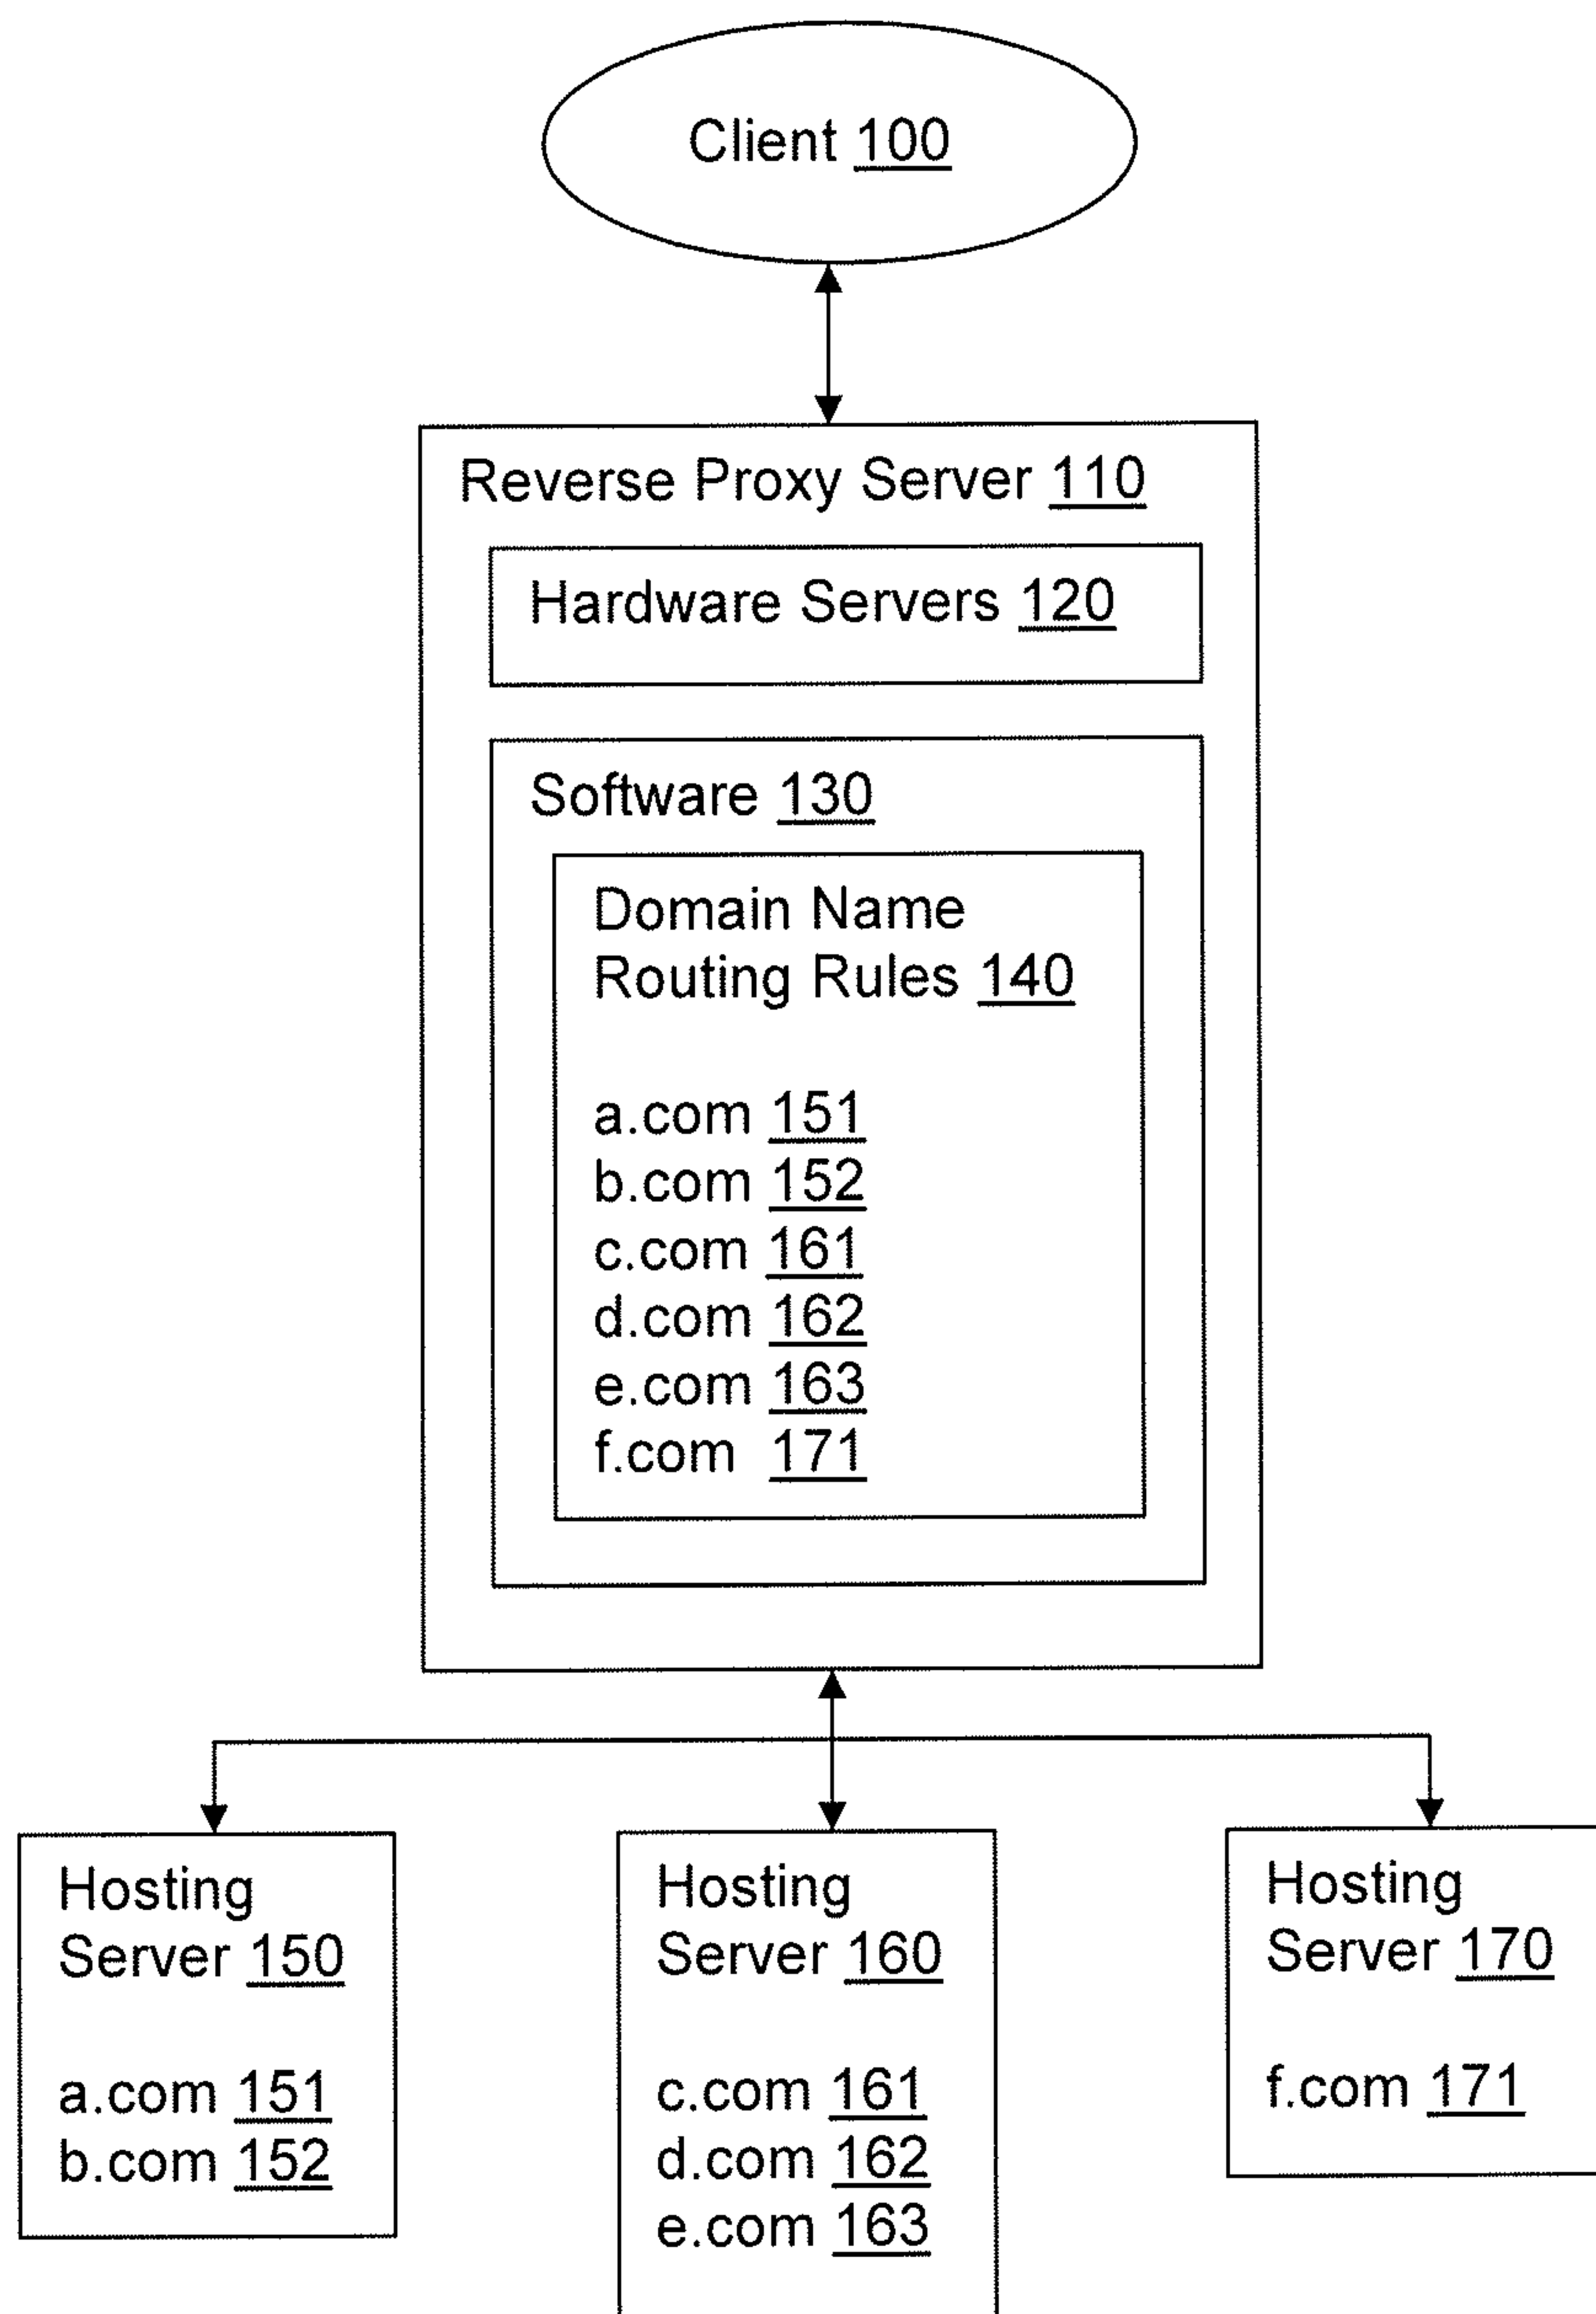 Client 100
Reverse Proxy Server 110
Hardware Servers 120
Software 130
Domain Name
Routing Rules 140
a.com 151
b.com 152
c.com 161
d.com 162
e.com 163
f.com 171
Hosting
Server 150
a.com 151
b.com 152
Hosting
Server 160
c.com 161
d.com 162
e.com 163
Hosting
Server 170
f.com 171